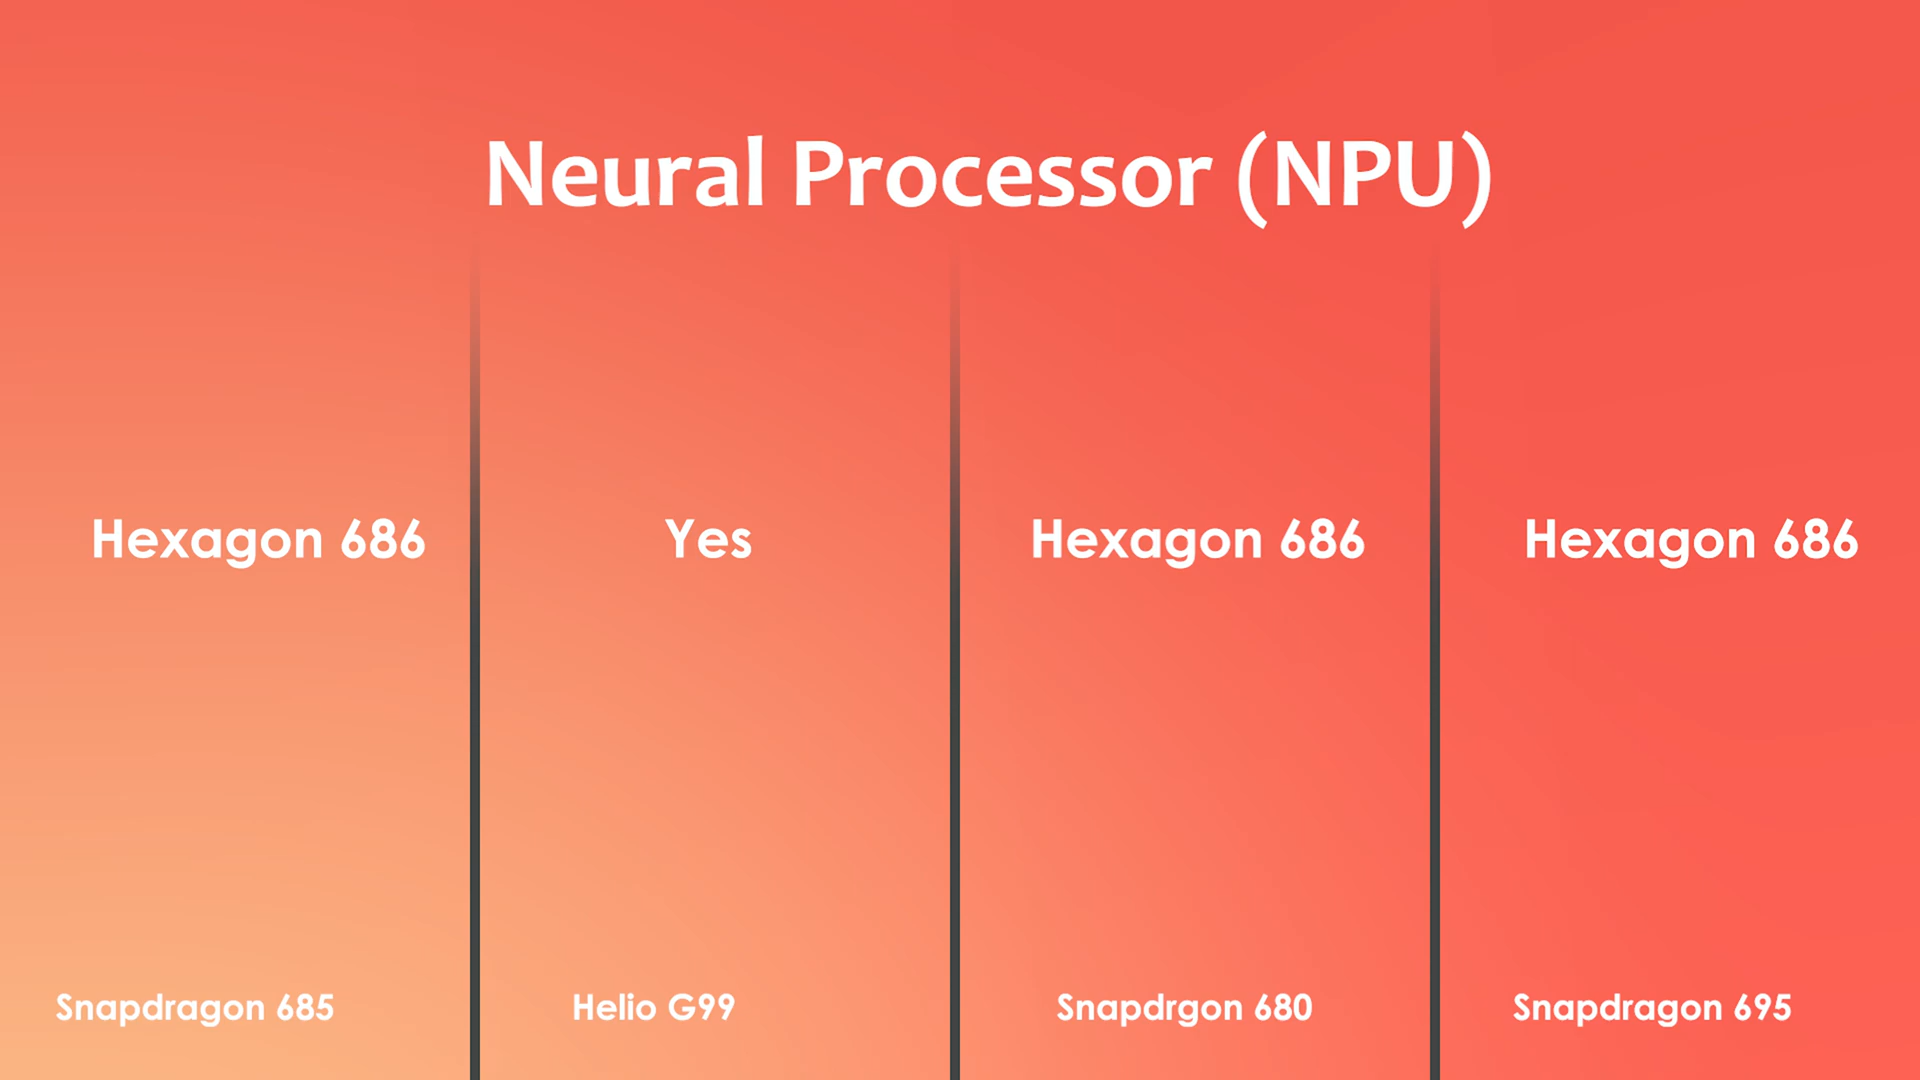 Neural Processor (NPU)
Hexagon 686
Yes
Hexagon 686
Hexagon 686
Snapdragon 685
Helio G99
Snapdrgon 680
Snapdragon 695